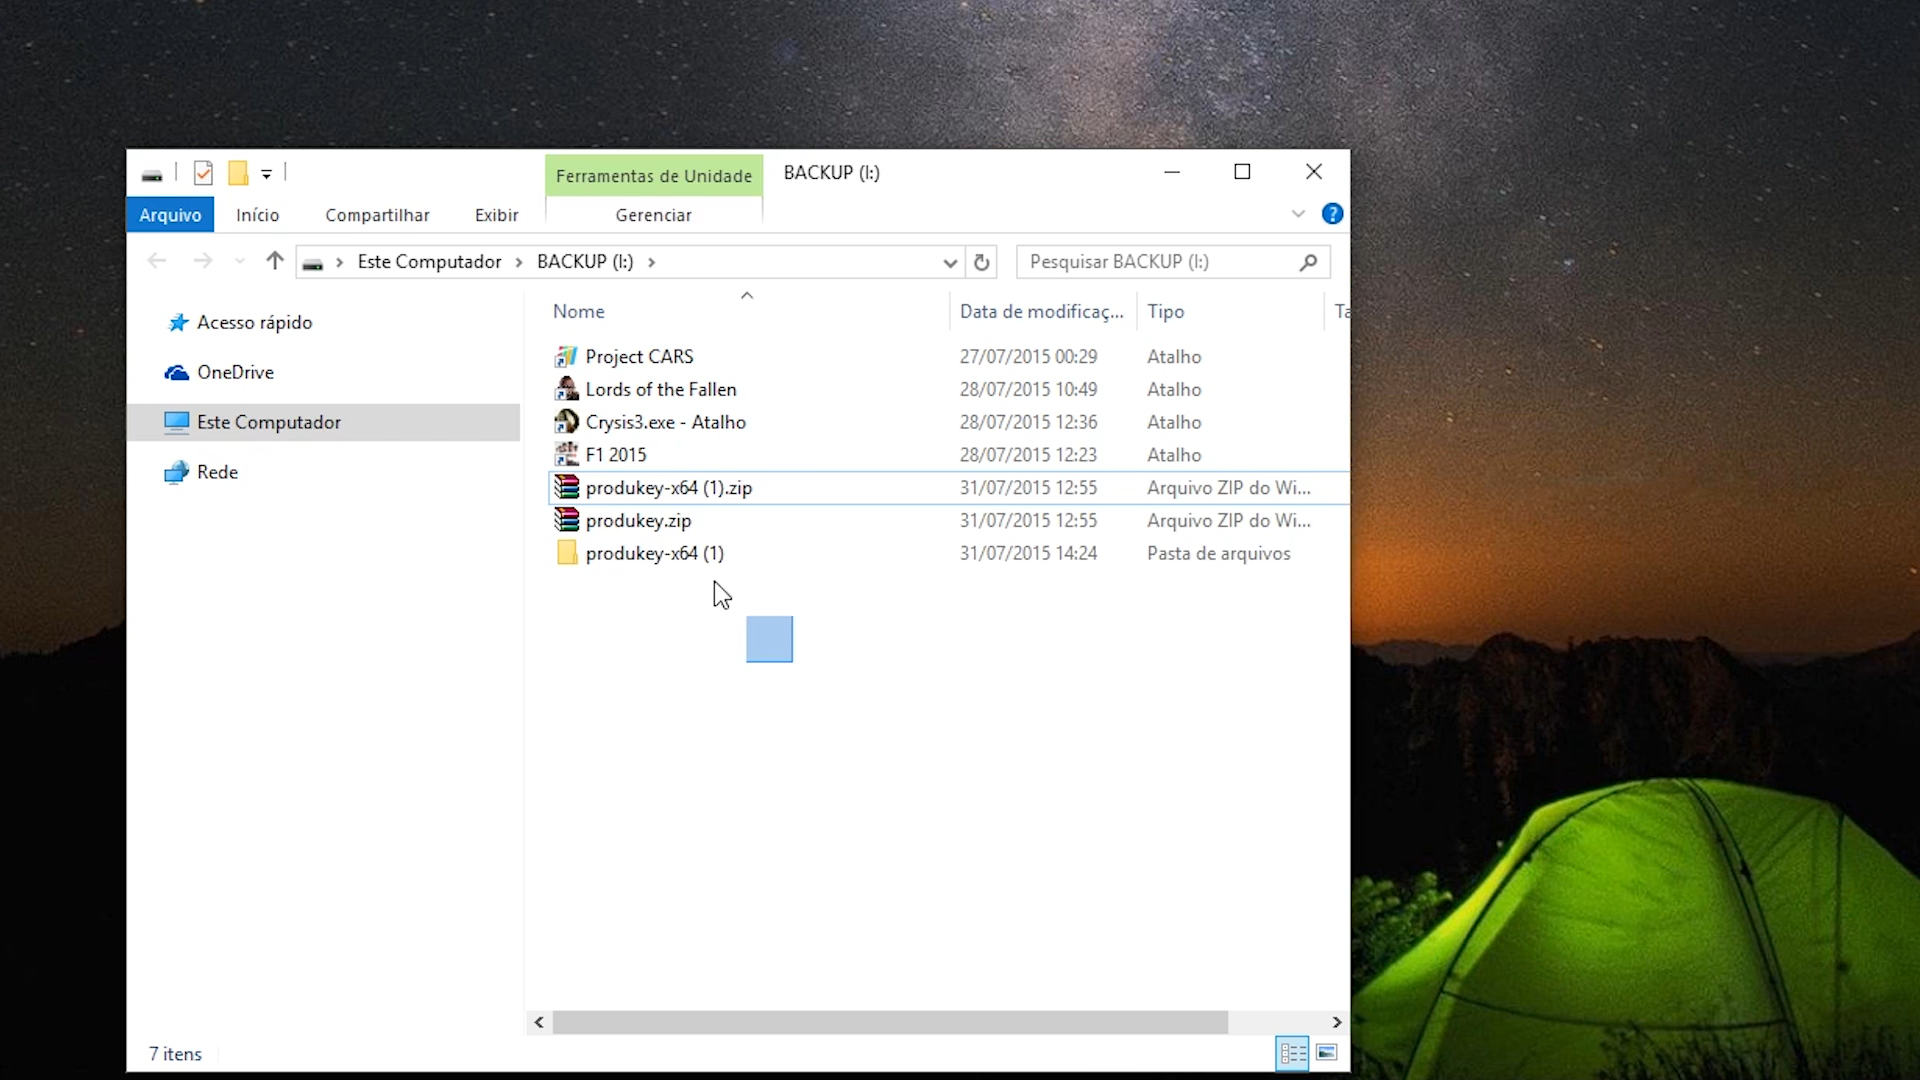 Ferramentas de Unidade BACKUP (I:)
Arquivo Início Compartilhar Exibir Gerenciar ?
Este Computador BACKUP (I:) Pesquisar BACKUP (I:)
Nome Data de modificaç... Tipo Ta
Acesso rápido
OneDrive
Este Computador
Rede
Project CARS 27/07/2015 00:29 Atalho
Lords of the Fallen 28/07/2015 10:49 Atalho
Crysis3.exe - Atalho 28/07/2015 12:36 Atalho
F1 2015 28/07/2015 12:23 Atalho
produkey-x64 (1).zip 31/07/2015 12:55 Arquivo ZIP do Wi...
produkey.zip 31/07/2015 12:55 Arquivo ZIP do Wi...
produkey-x64 (1) 31/07/2015 14:24 Pasta de arquivos
7 itens